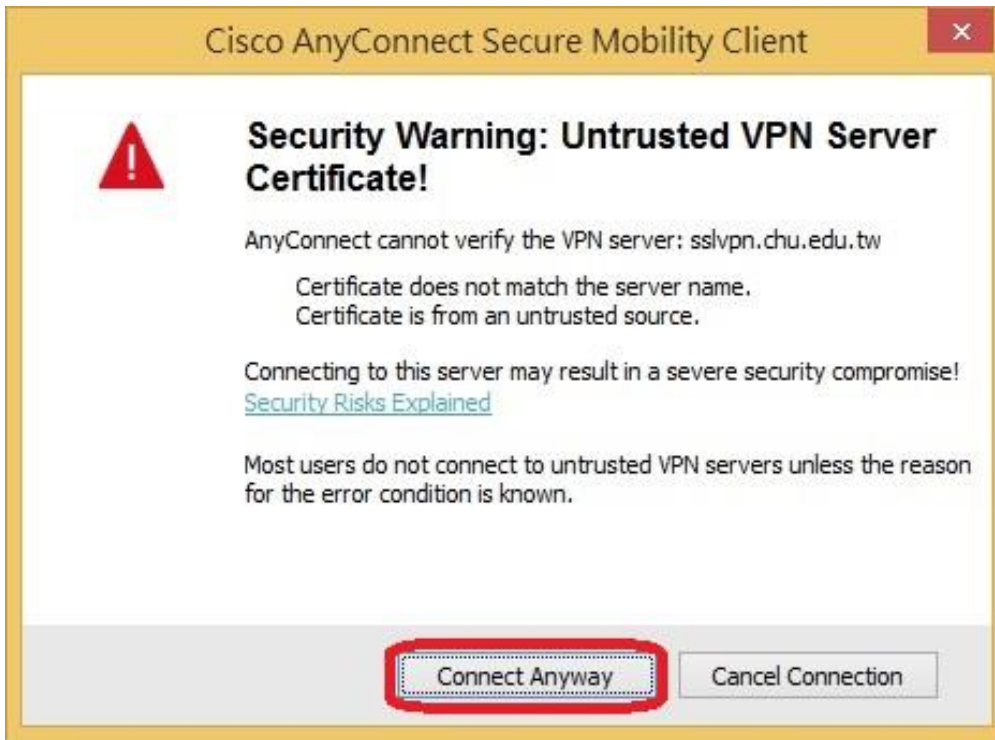 Cisco AnyConnect Secure Mobility Client
Security Warning: Untrusted VPN Server
Certificate!
AnyConnect cannot verify the VPN server: sslvpn.chu.edu.tw
Certificate does not match the server name.
Certificate is from an untrusted source.
Connecting to this server may result in a severe security compromise!
Security Risks Explained
Most users do not connect to untrusted VPN servers unless the reason
for the error condition is known.
Connect Anyway
Cancel Connection